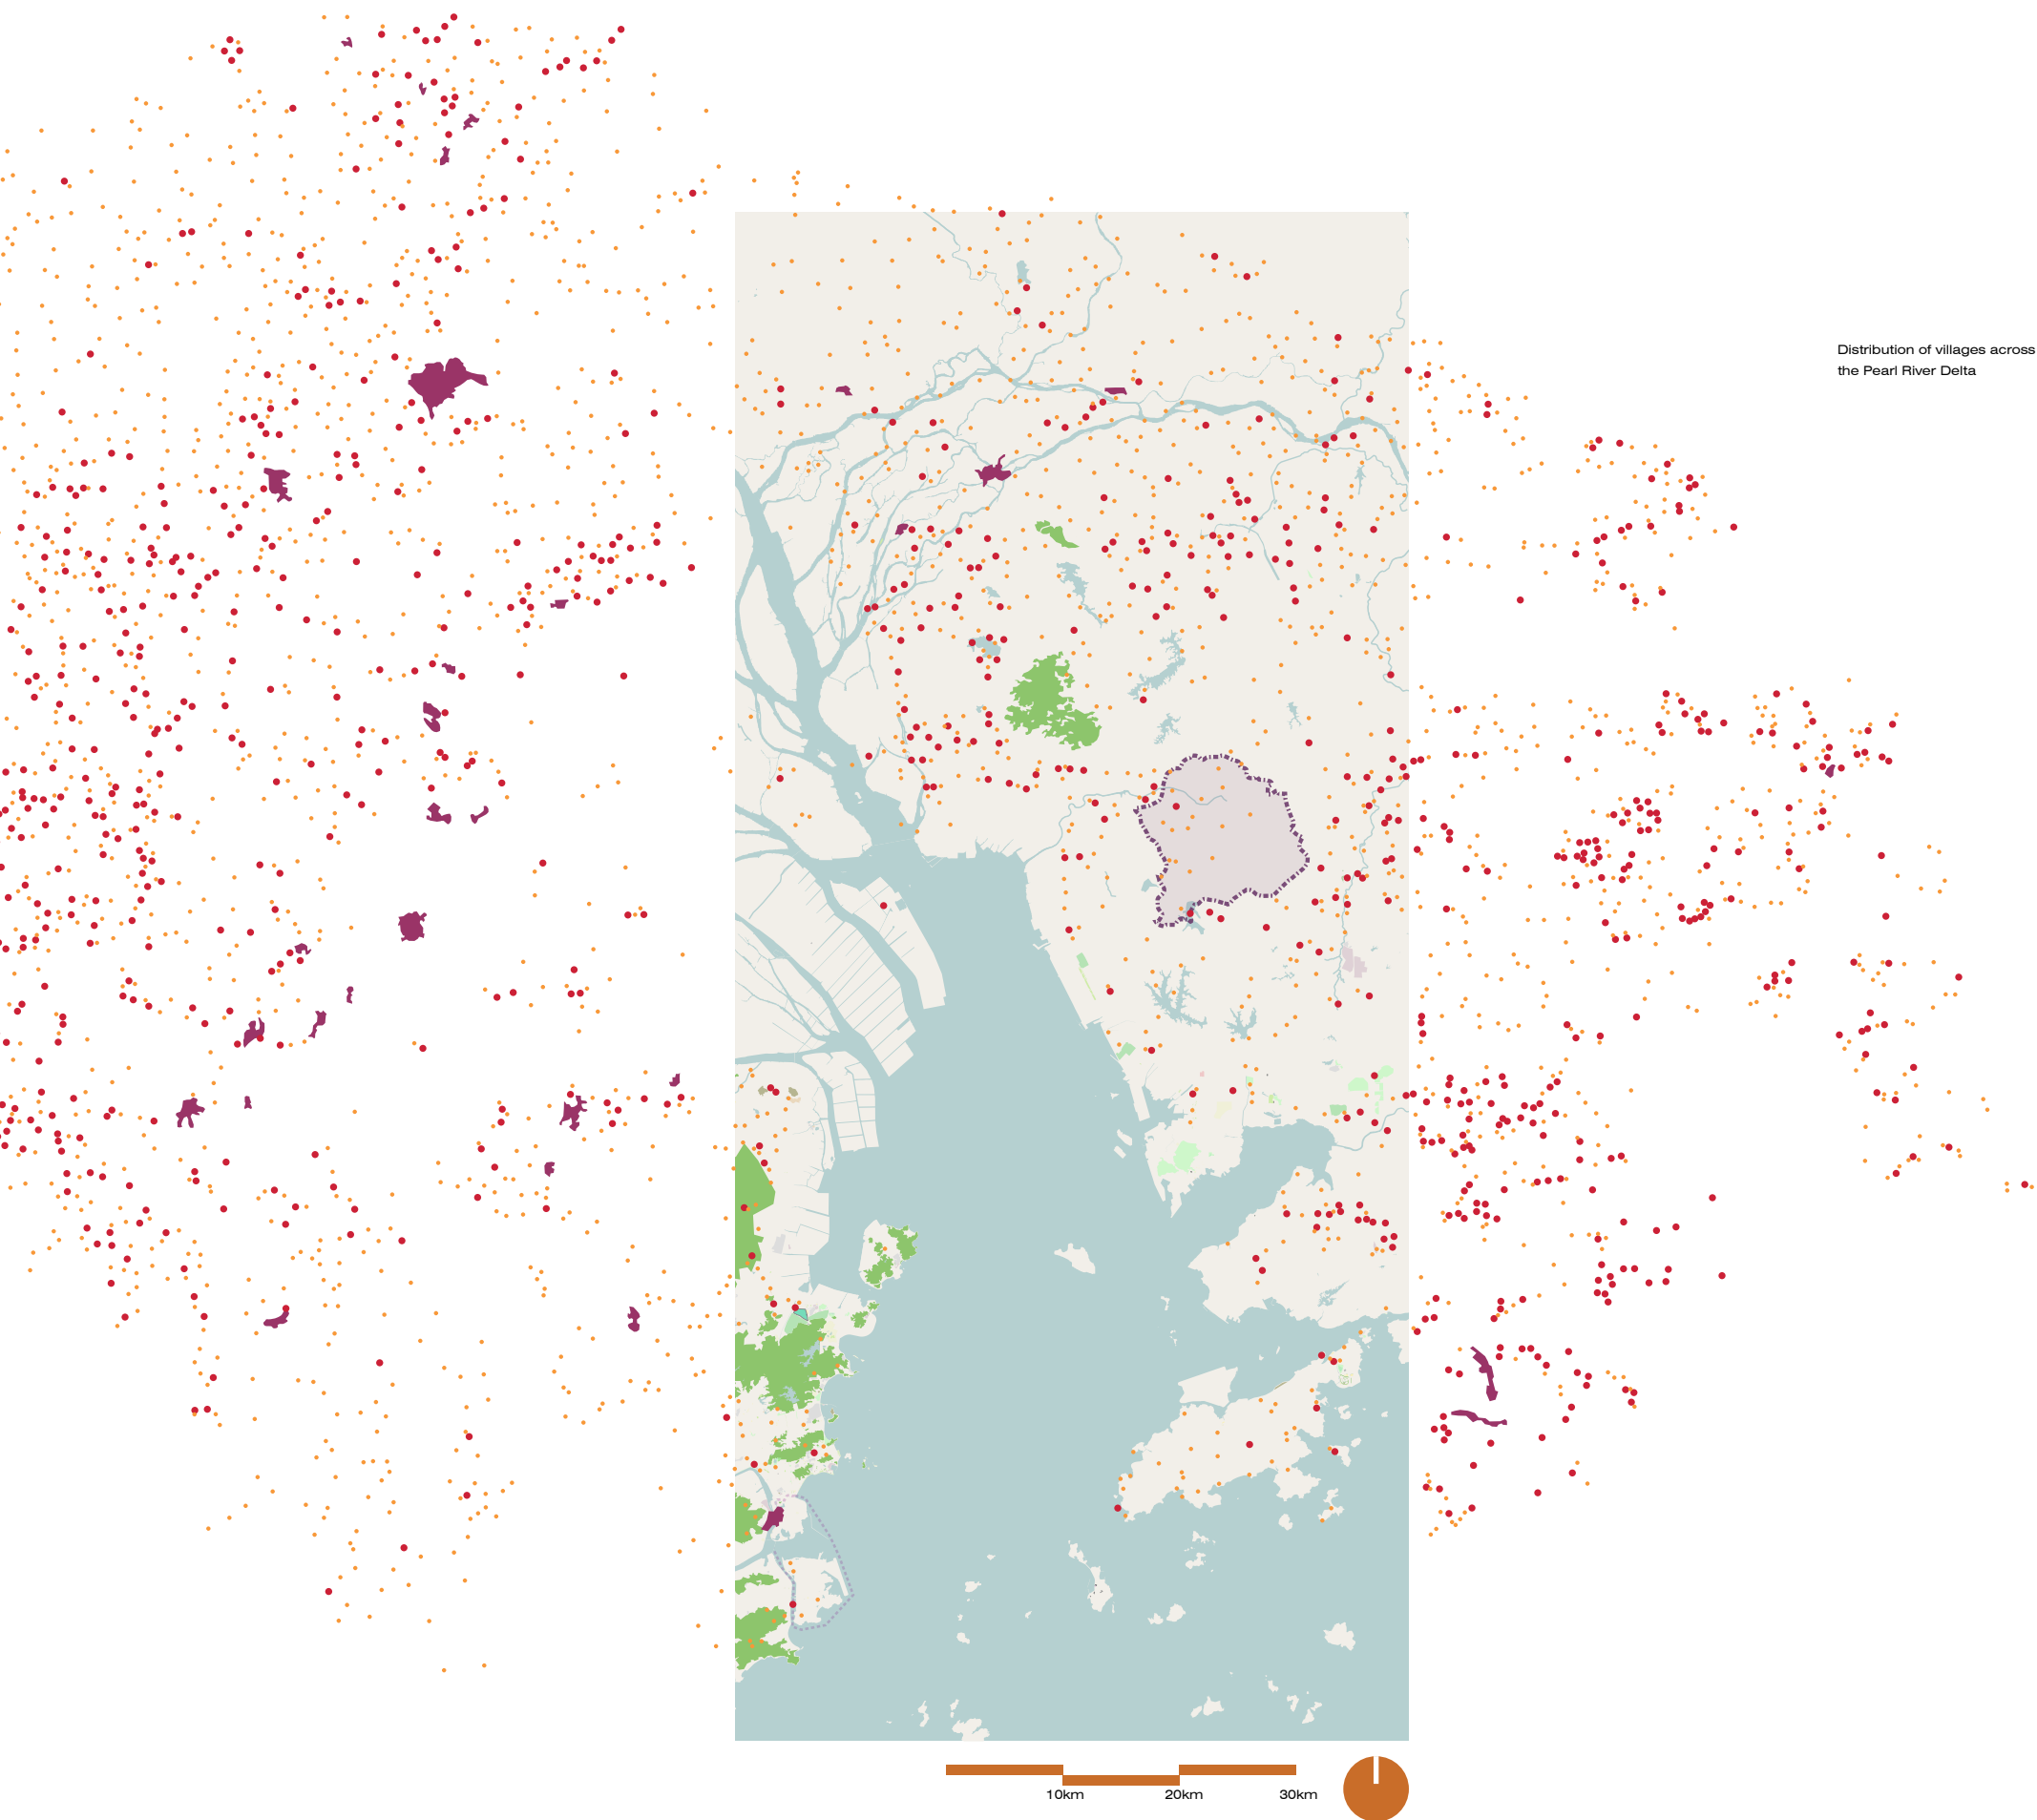 Distribution of villages across
the Pearl River Delta
10km
20km
30km